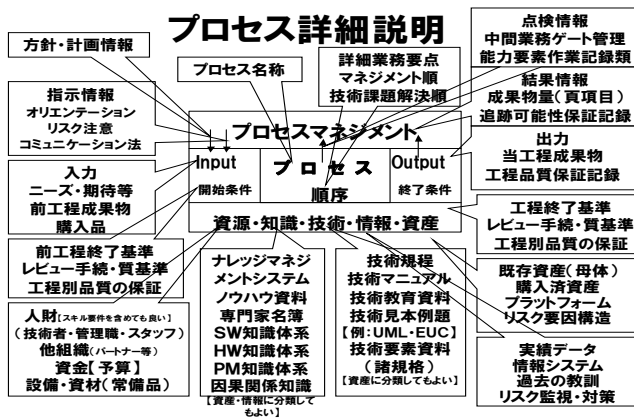 プロセス詳細説明
方針・計画情報
プロセス名称
詳細業務要点
マネジメント順
技術課題解決順
点検情報
中間業務ゲート管理
能力要素作業記録類
指示情報
オリエンテーション
リスク注意
コミュニケーション法
結果情報
成果物量(頁項目)
追跡可能性保証記録
プロセスマネジメント
Input
開始条件
プロセス
順序
Output
終了条件
資源・知識・技術・情報・資産
入力
ニーズ・期待等
前工程成果物
購入品
出力
当工程成果物
工程品質保証記録
前工程終了基準
レビュー手続・質基準
工程別品質の保証
工程終了基準
レビュー手続・質基準
工程別品質の保証
人財【スキル要件を含めても良い】
(技術者・管理職・スタッフ)
他組織(パートナー等)
資金【予算】
設備・資材(常備品)
ナレッジマネジ
メントシステム
ノウハウ資料
専門家名簿
SW知識体系
HW知識体系
PM知識体系
因果関係知識
【資産・情報に分類して
もよい】
技術規程
技術マニュアル
技術教育資料
技術見本例題
【例:UML・EUC】
技術要素資料
(諸規格)
【資産に分類してもよい】
既存資産(母体)
購入済資産
プラットフォーム
リスク要因構造
実績データ
情報システム
過去の教訓
リスク監視・対策